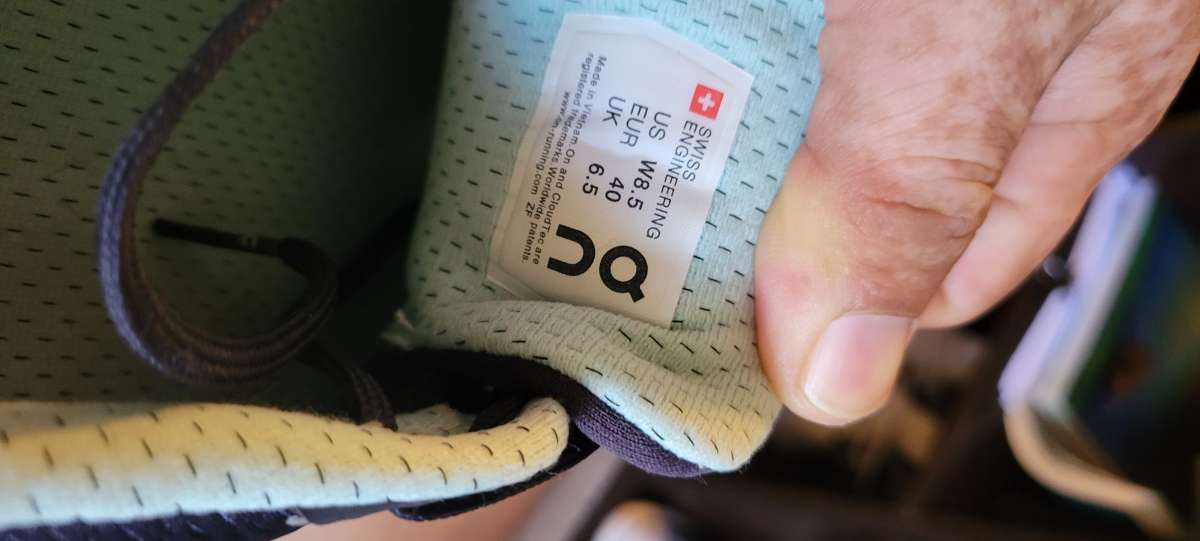 SWISS
ENGINEERING
US W8.5
EUR 40
UK 6.5
Made in Vietnam.On and CloudTec are
registered trademarks.Worldwide patents.
www.on-running.com ZF
On